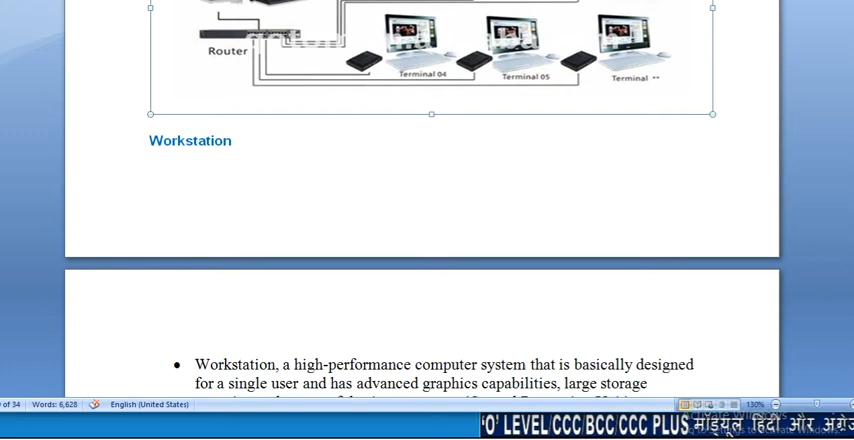 Router
Terminal 04
Terminal 05
Terminal **
Workstation
• Workstation, a high-performance computer system that is basically designed
for a single user and has advanced graphics capabilities, large storage
of 34
Words: 6,628
English (United States)
130%
Activate Windows
'O' LEVEL/CCC/BCC/CCC PLUS मॉड्यूल हिंदी और अंग्रे